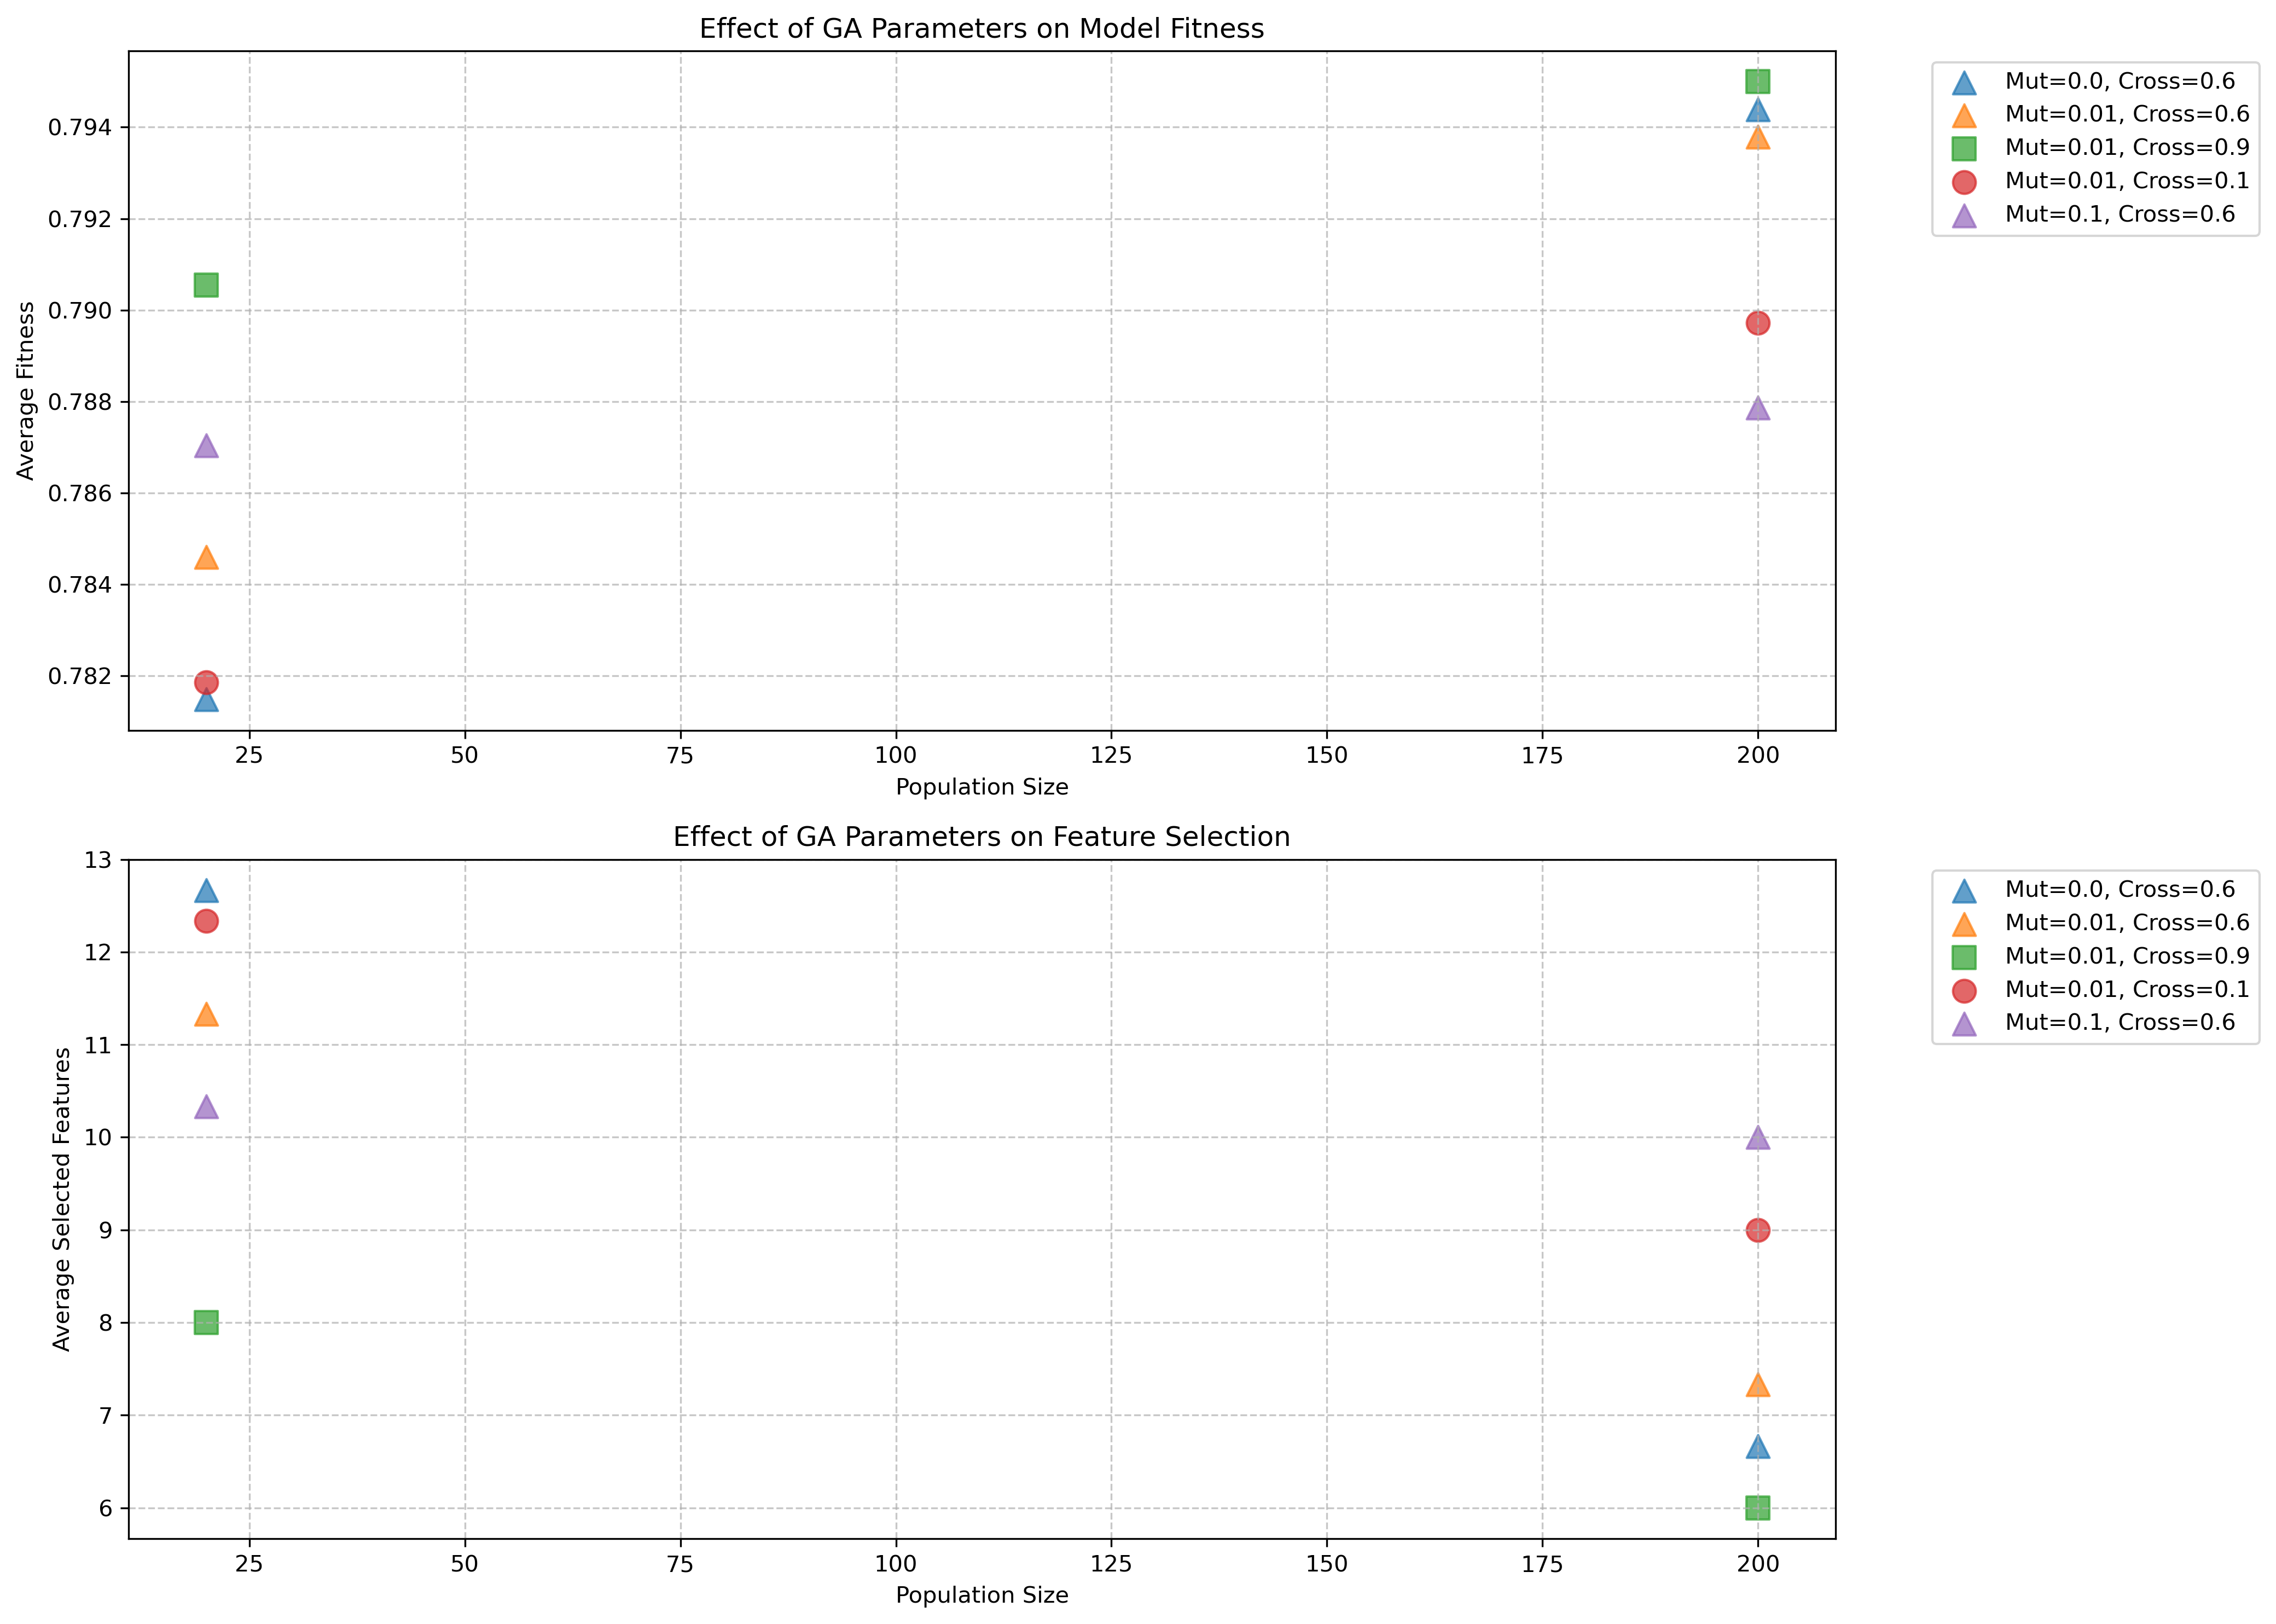 Effect of GA Parameters on Model Fitness
Average Fitness
0.794
0.792
0.790
0.788
0.786
0.784
0.782
25 50 75 100 125 150 175 200
Population Size
Mut=0.0, Cross=0.6
Mut=0.01, Cross=0.6
Mut=0.01, Cross=0.9
Mut=0.01, Cross=0.1
Mut=0.1, Cross=0.6
Effect of GA Parameters on Feature Selection
Average Selected Features
13
12
11
10
9
8
7
6
25 50 75 100 125 150 175 200
Population Size
Mut=0.0, Cross=0.6
Mut=0.01, Cross=0.6
Mut=0.01, Cross=0.9
Mut=0.01, Cross=0.1
Mut=0.1, Cross=0.6